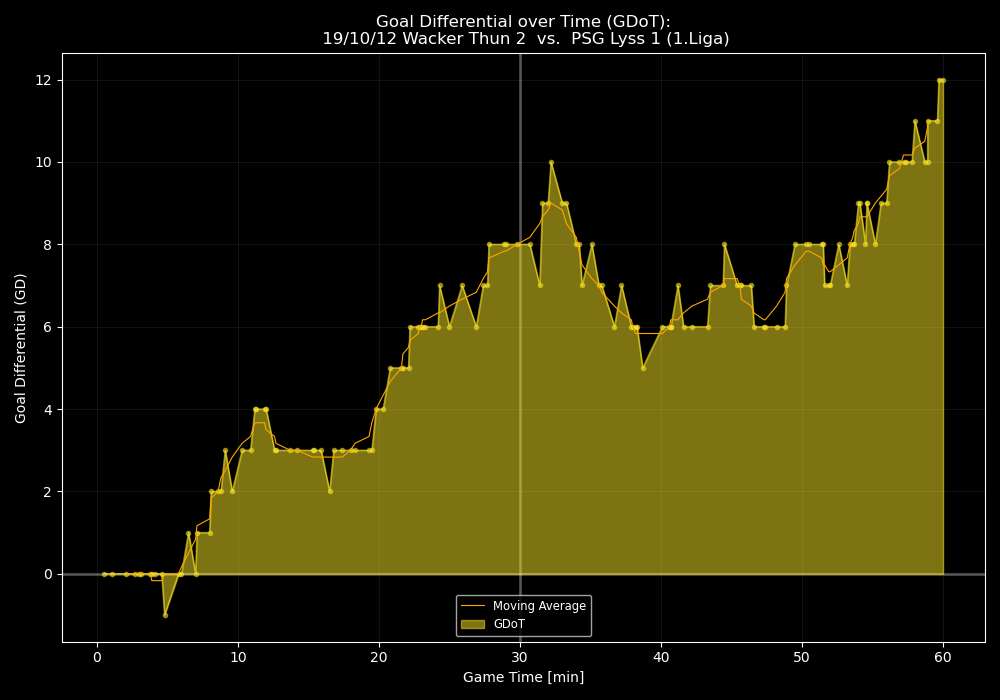 Goal Differential over Time (GDoT):
19/10/12 Wacker Thun 2  vs.  PSG Lyss 1 (1.Liga)
Goal Differential (GD)
12
10
8
6
4
2
0
Moving Average
GDoT
0 10 20 30 40 50 60
Game Time [min]